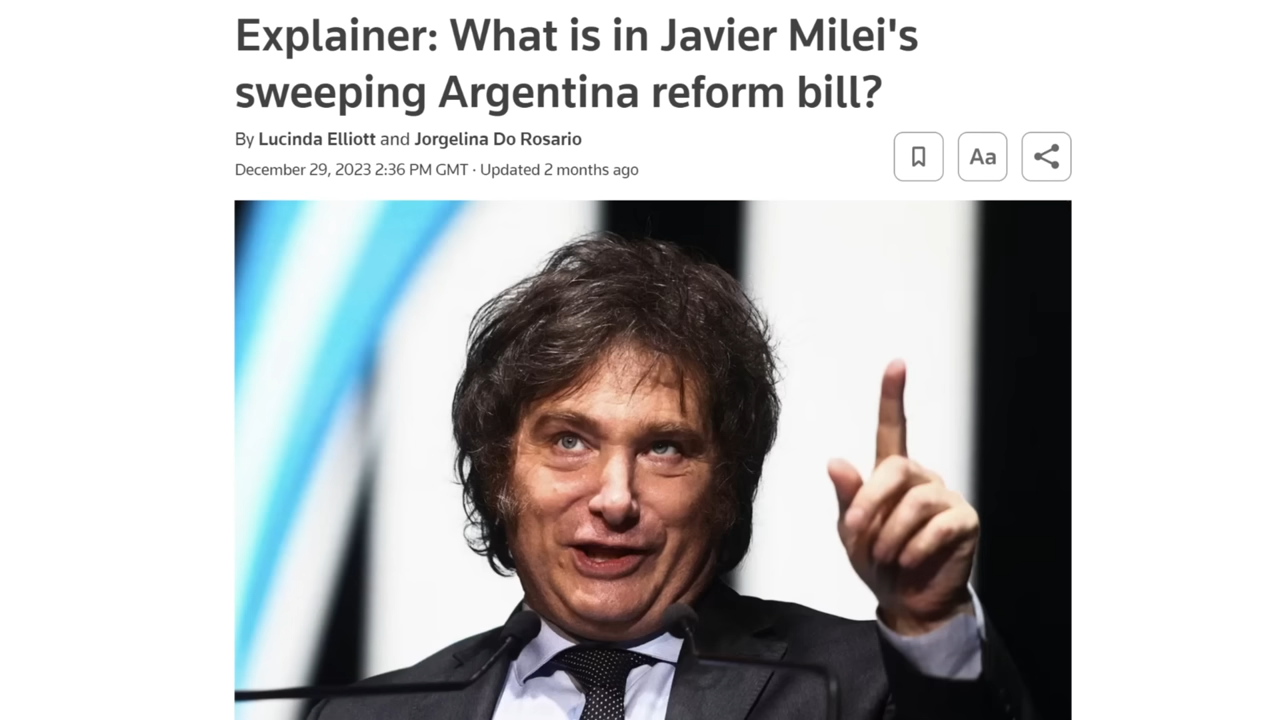 Explainer: What is in Javier Milei's
sweeping Argentina reform bill?
By Lucinda Elliott and Jorgelina Do Rosario
December 29, 2023 2:36 PM GMT · Updated 2 months ago
Aa